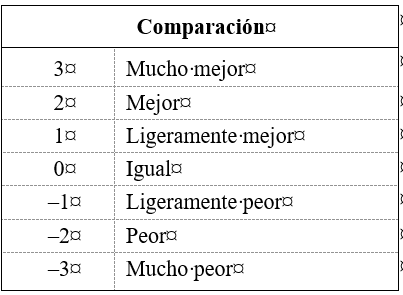 Comparación¤ ¤
3¤ Mucho·mejor¤ ¤
2¤ Mejor¤ ¤
1¤ Ligeramente·mejor¤ ¤
0¤ Igual¤ ¤
–1¤ Ligeramente·peor¤ ¤
–2¤ Peor¤ ¤
–3¤ Mucho·peor¤ ¤